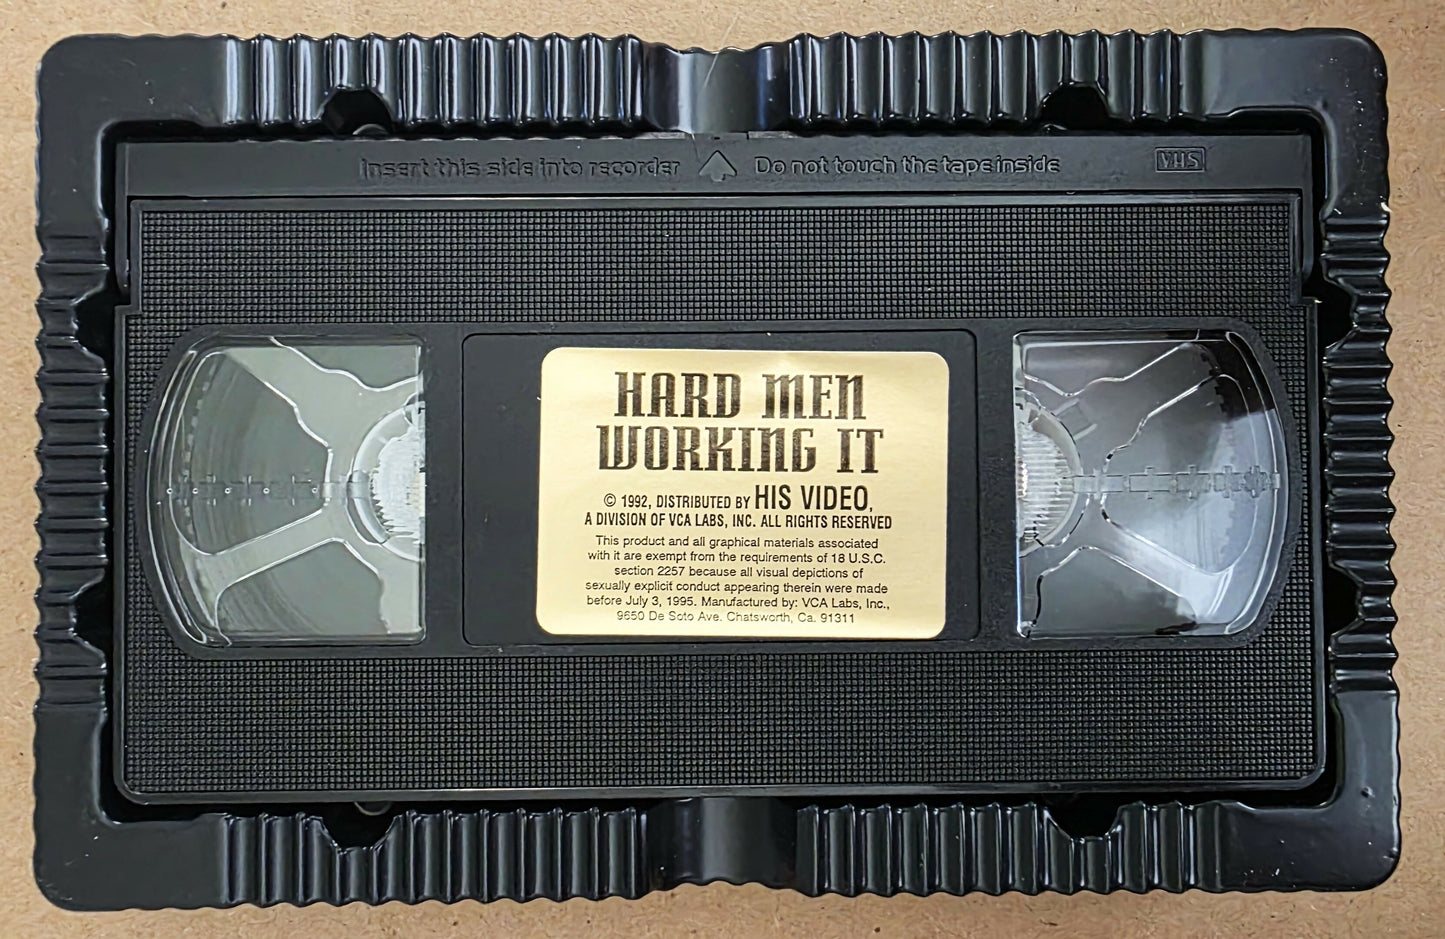 Insert this side into recorder Do not touch the tape inside VHS
HARD MEN
WORKING IT
© 1992, DISTRIBUTED BY HIS VIDEO,
A DIVISION OF VCA LABS, INC. ALL RIGHTS RESERVED
This product and all graphical materials associated
with it are exempt from the requirements of 18 U.S.C.
section 2257 because all visual depictions of
sexually explicit conduct appearing therein were made
before July 3, 1995. Manufactured by: VCA Labs, Inc.,
9650 De Soto Ave. Chatsworth, Ca. 91311